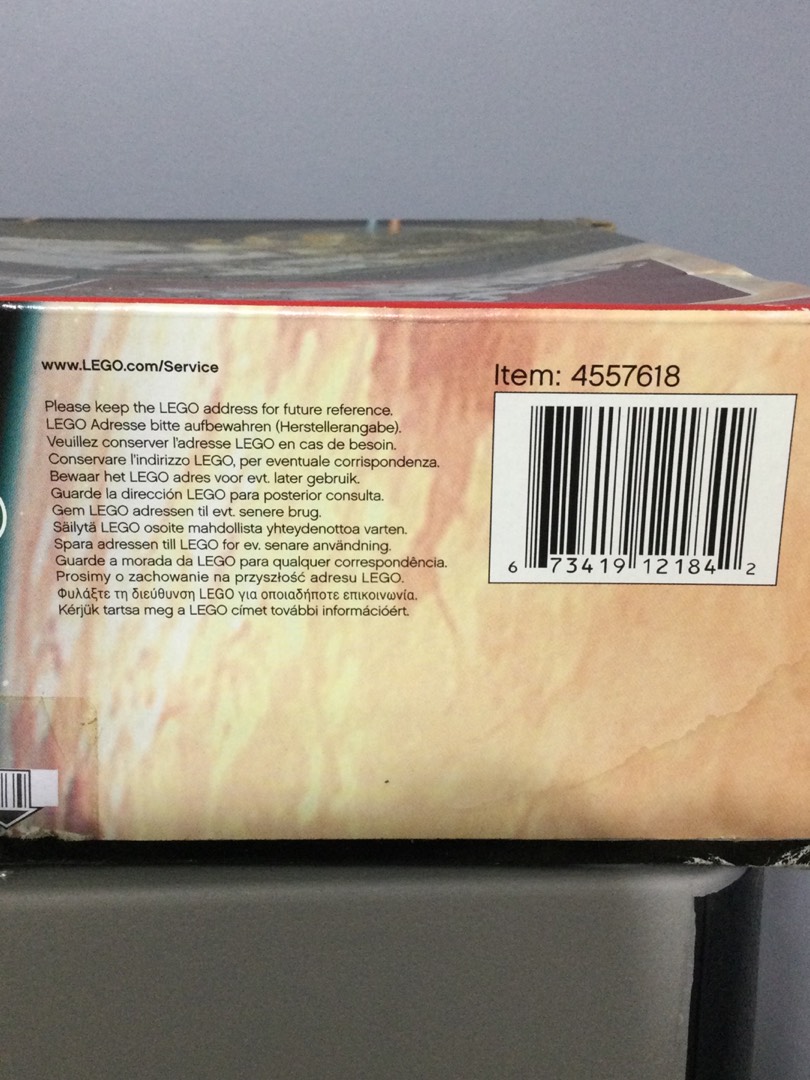 www.LEGO.com/Service
Please keep the LEGO address for future reference.
LEGO Adresse bitte aufbewahren (Herstellerangabe).
Veuillez conserver l'adresse LEGO en cas de besoin.
Conservare l'indirizzo LEGO, per eventuale corrispondenza.
Bewaar het LEGO adres voor evt. later gebruik.
Guarde la dirección LEGO para posterior consulta.
Gem LEGO adressen til evt. senere brug.
Säilytä LEGO osoite mahdollista yhteydenottoa varten.
Spara adressen till LEGO for ev. senare användning.
Guarde a morada da LEGO para qualquer correspondência.
Prosimy o zachowanie na przyszłość adresu LEGO.
Φυλάξτε τη διεύθυνση LEGO για οποιαδήποτε επικοινωνία.
Kérjük tartsa meg a LEGO címet további információért.
Item: 4557618
6 73419 12184 2